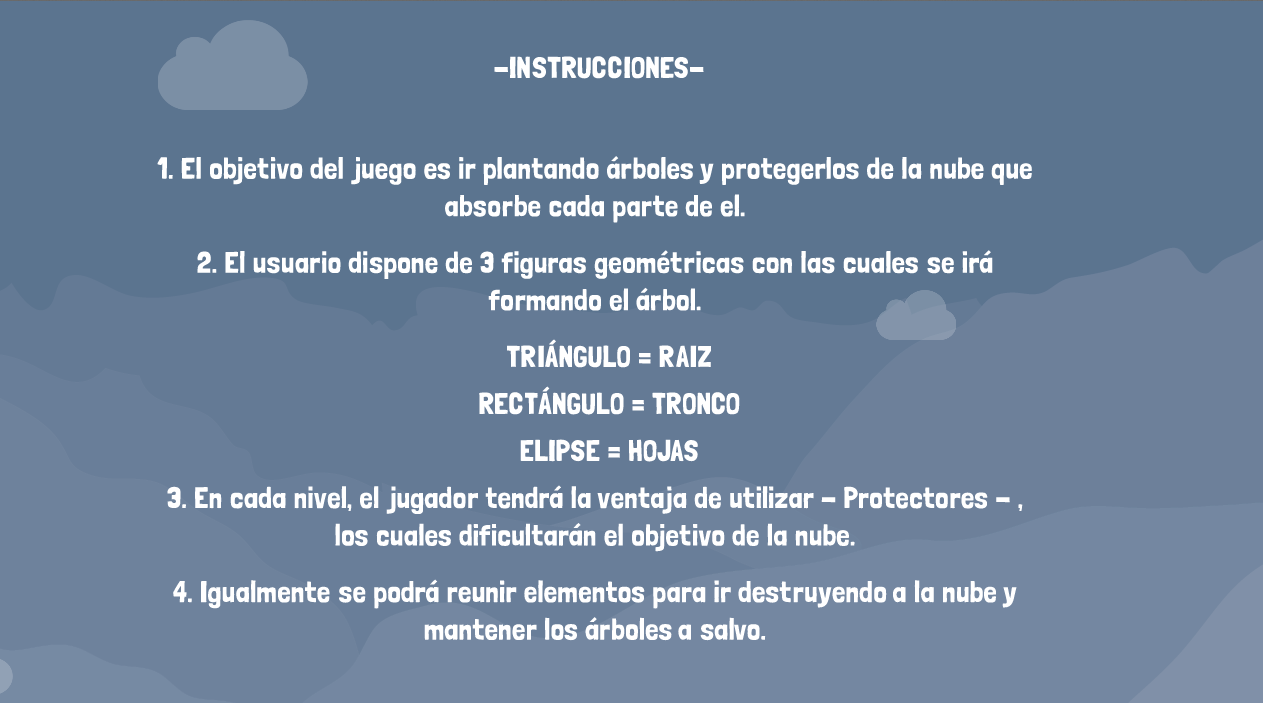 -INSTRUCCIONES-
1. El objetivo del juego es ir plantando árboles y protegerlos de la nube que
absorbe cada parte de el.
2. El usuario dispone de 3 figuras geométricas con las cuales se irá
formando el árbol.
TRIÁNGULO = RAIZ
RECTÁNGULO = TRONCO
ELIPSE = HOJAS
3. En cada nivel, el jugador tendrá la ventaja de utilizar - Protectores - ,
los cuales dificultarán el objetivo de la nube.
4. Igualmente se podrá reunir elementos para ir destruyendo a la nube y
mantener los árboles a salvo.